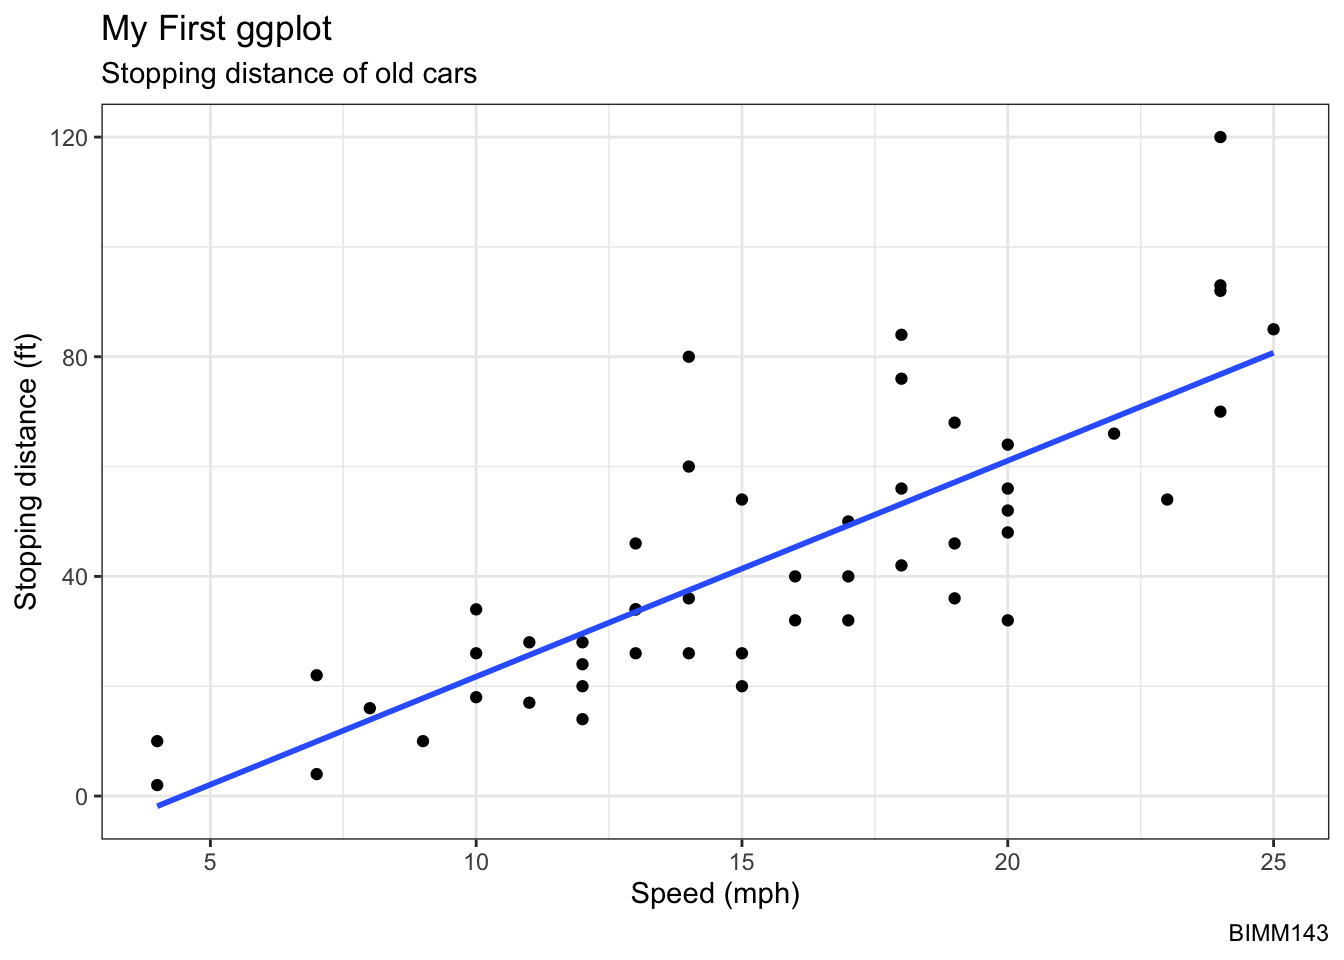 My First ggplot
Stopping distance of old cars
Stopping distance (ft)
120
80
40
0
5 10 15 20 25
Speed (mph)
BIMM143